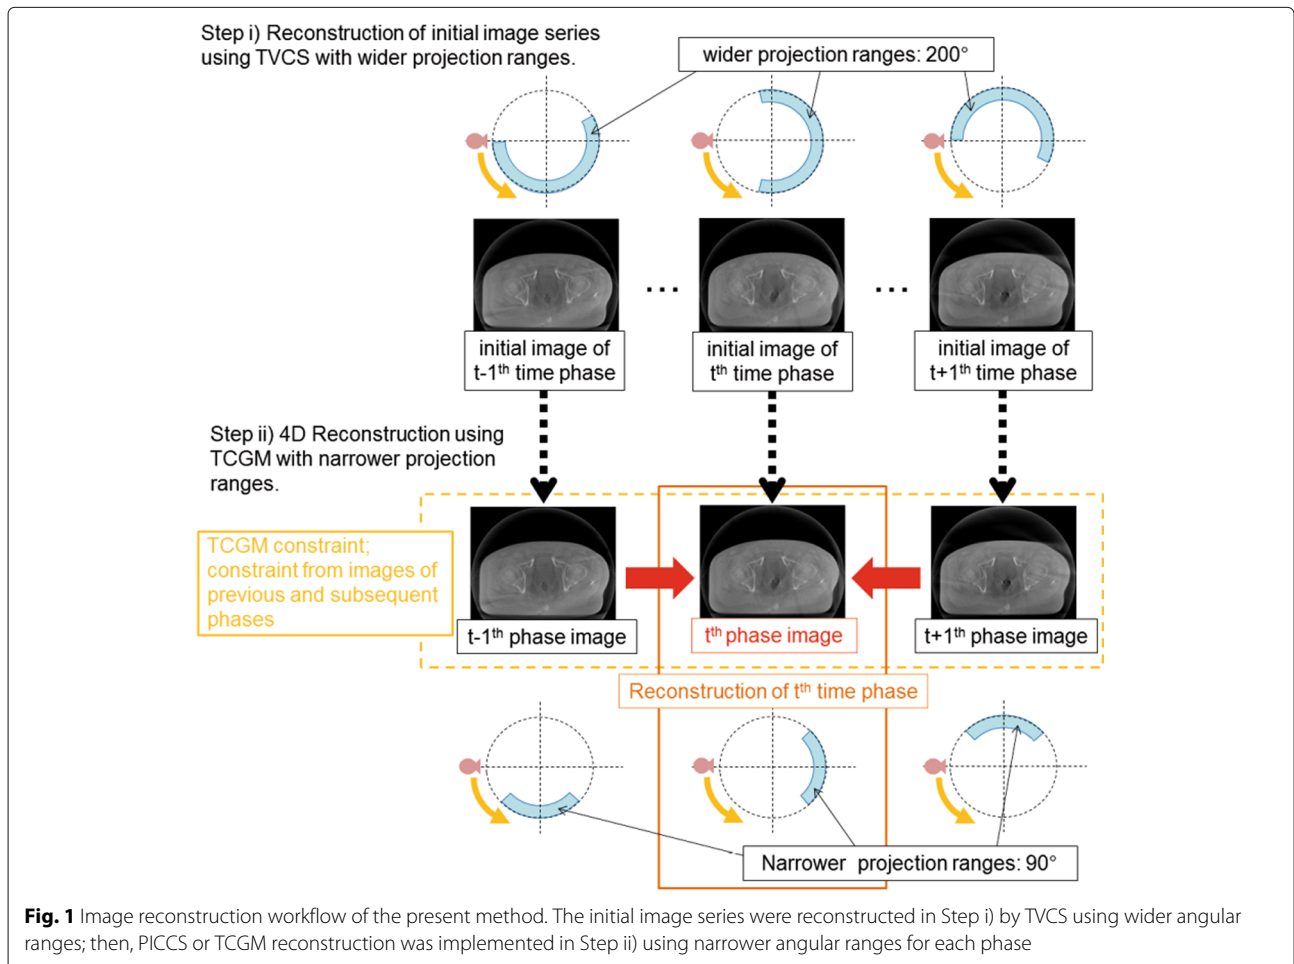 Step i) Reconstruction of initial image series
using TVCS with wider projection ranges.
wider projection ranges: 200°
initial image of
t-1th time phase
...
initial image of
tth time phase
...
initial image of
t+1th time phase
Step ii) 4D Reconstruction using
TCGM with narrower projection
ranges.
TCGM constraint;
constraint from images of
previous and subsequent
phases
t-1th phase image
tth phase image
t+1th phase image
Reconstruction of tth time phase
Narrower projection ranges: 90°
Fig. 1 Image reconstruction workflow of the present method. The initial image series were reconstructed in Step i) by TVCS using wider angular
ranges; then, PICCS or TCGM reconstruction was implemented in Step ii) using narrower angular ranges for each phase